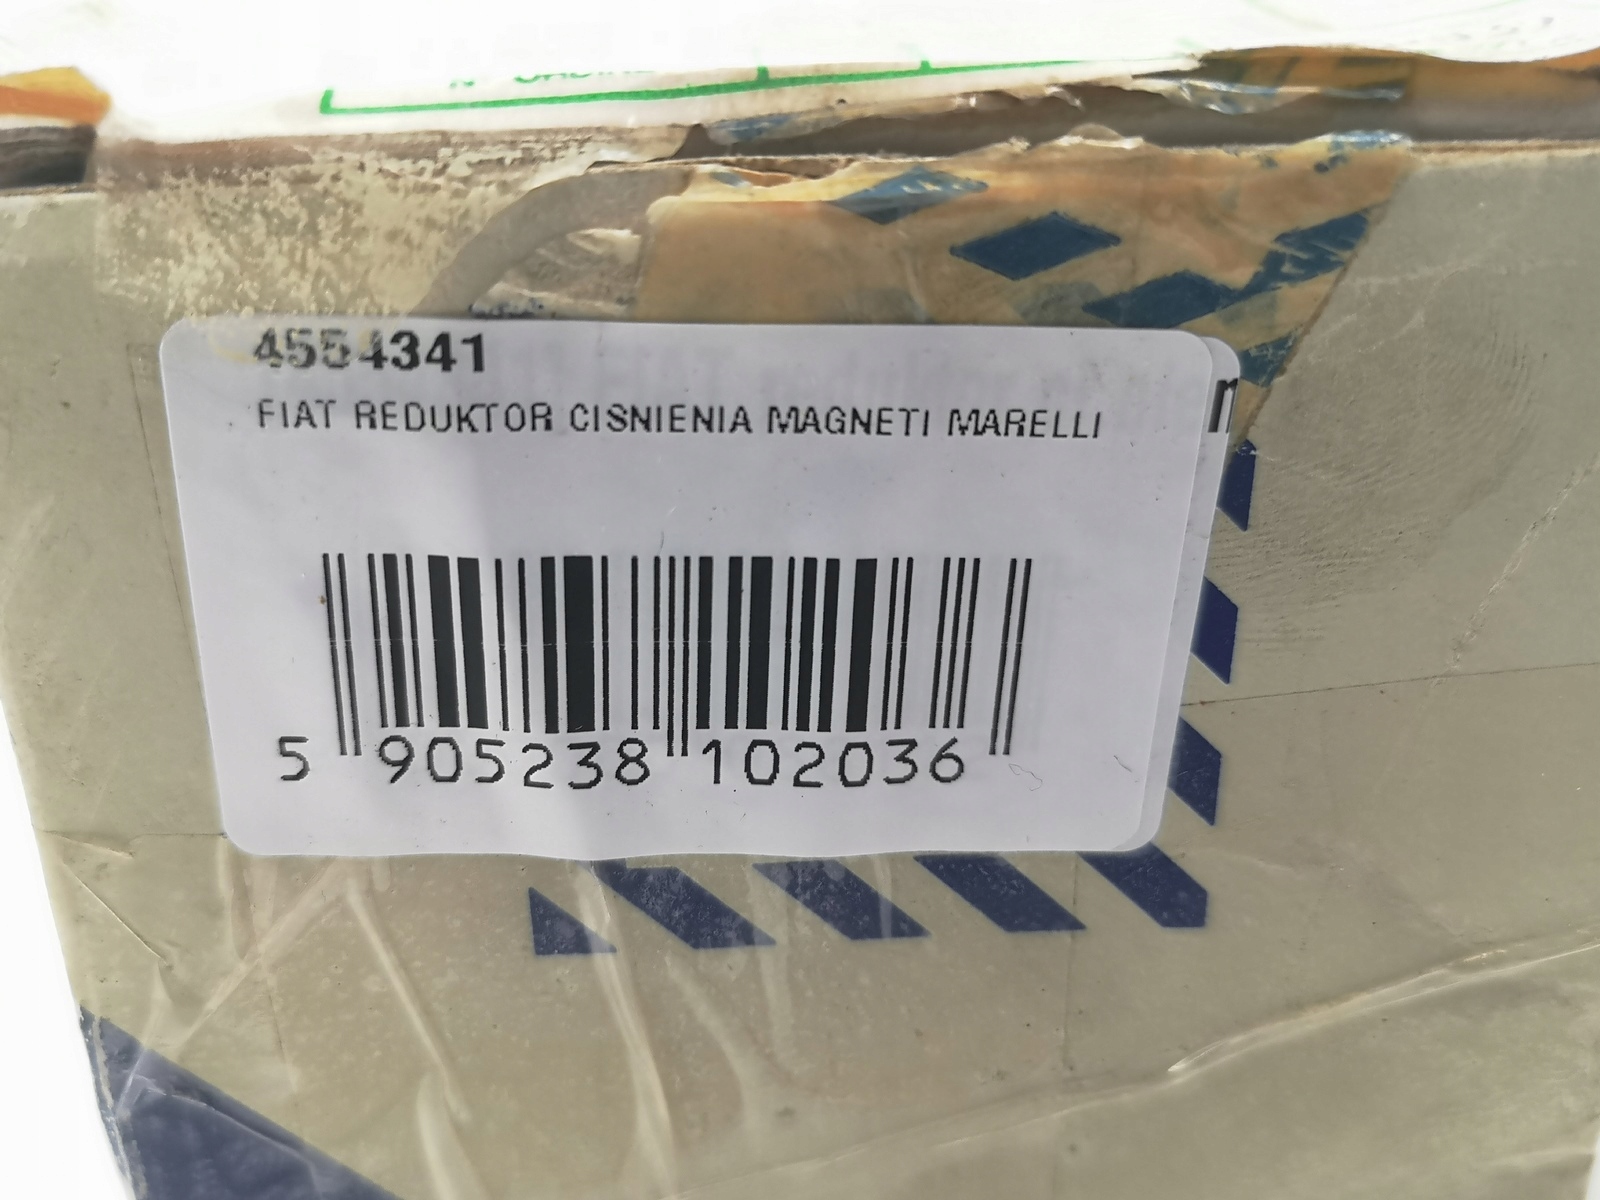 4554341
FIAT REDUKTOR CISNIENIA MAGNETI MARELLI
5 905238 102036